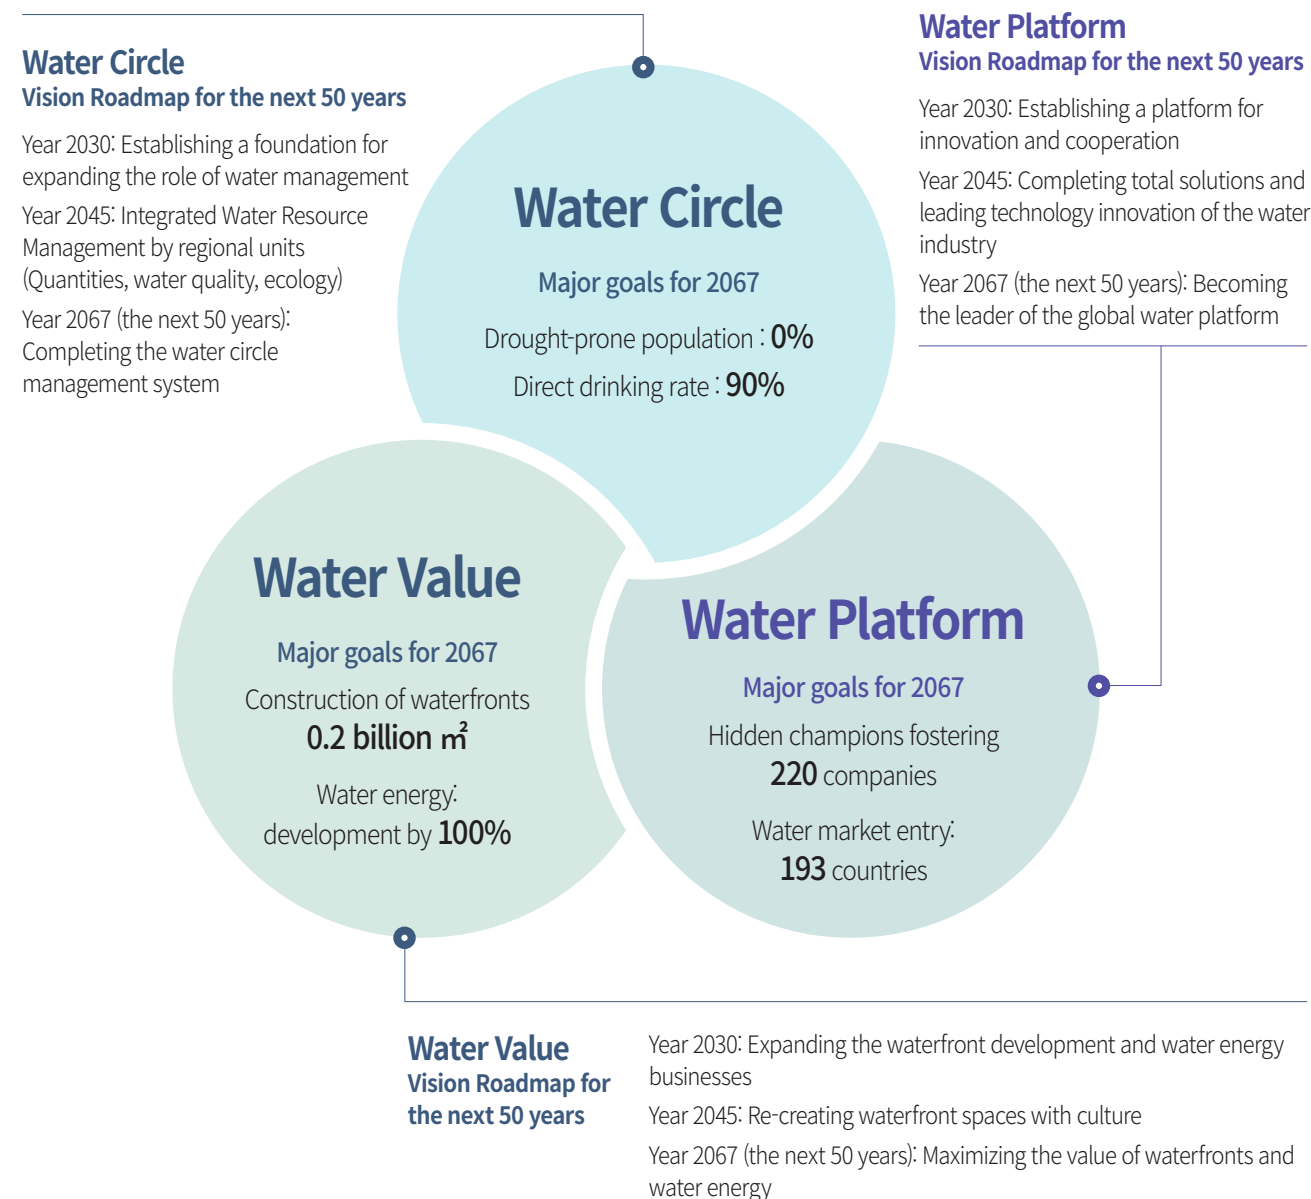 Water Circle
Vision Roadmap for the next 50 years
Year 2030: Establishing a foundation for
expanding the role of water management
Year 2045: Integrated Water Resource
Management by regional units
(Quantities, water quality, ecology)
Year 2067 (the next 50 years):
Completing the water circle
management system
Water Platform
Vision Roadmap for the next 50 years
Year 2030: Establishing a platform for
innovation and cooperation
Year 2045: Completing total solutions and
leading technology innovation of the water
industry
Year 2067 (the next 50 years): Becoming
the leader of the global water platform
Water Circle
Major goals for 2067
Drought-prone population : 0%
Direct drinking rate : 90%
Water Value
Major goals for 2067
Construction of waterfronts
0.2 billion ㎡
Water energy:
development by 100%
Water Platform
Major goals for 2067
Hidden champions fostering
220 companies
Water market entry:
193 countries
Water Value
Vision Roadmap for
the next 50 years
Year 2030: Expanding the waterfront development and water energy
businesses
Year 2045: Re-creating waterfront spaces with culture
Year 2067 (the next 50 years): Maximizing the value of waterfronts and
water energy